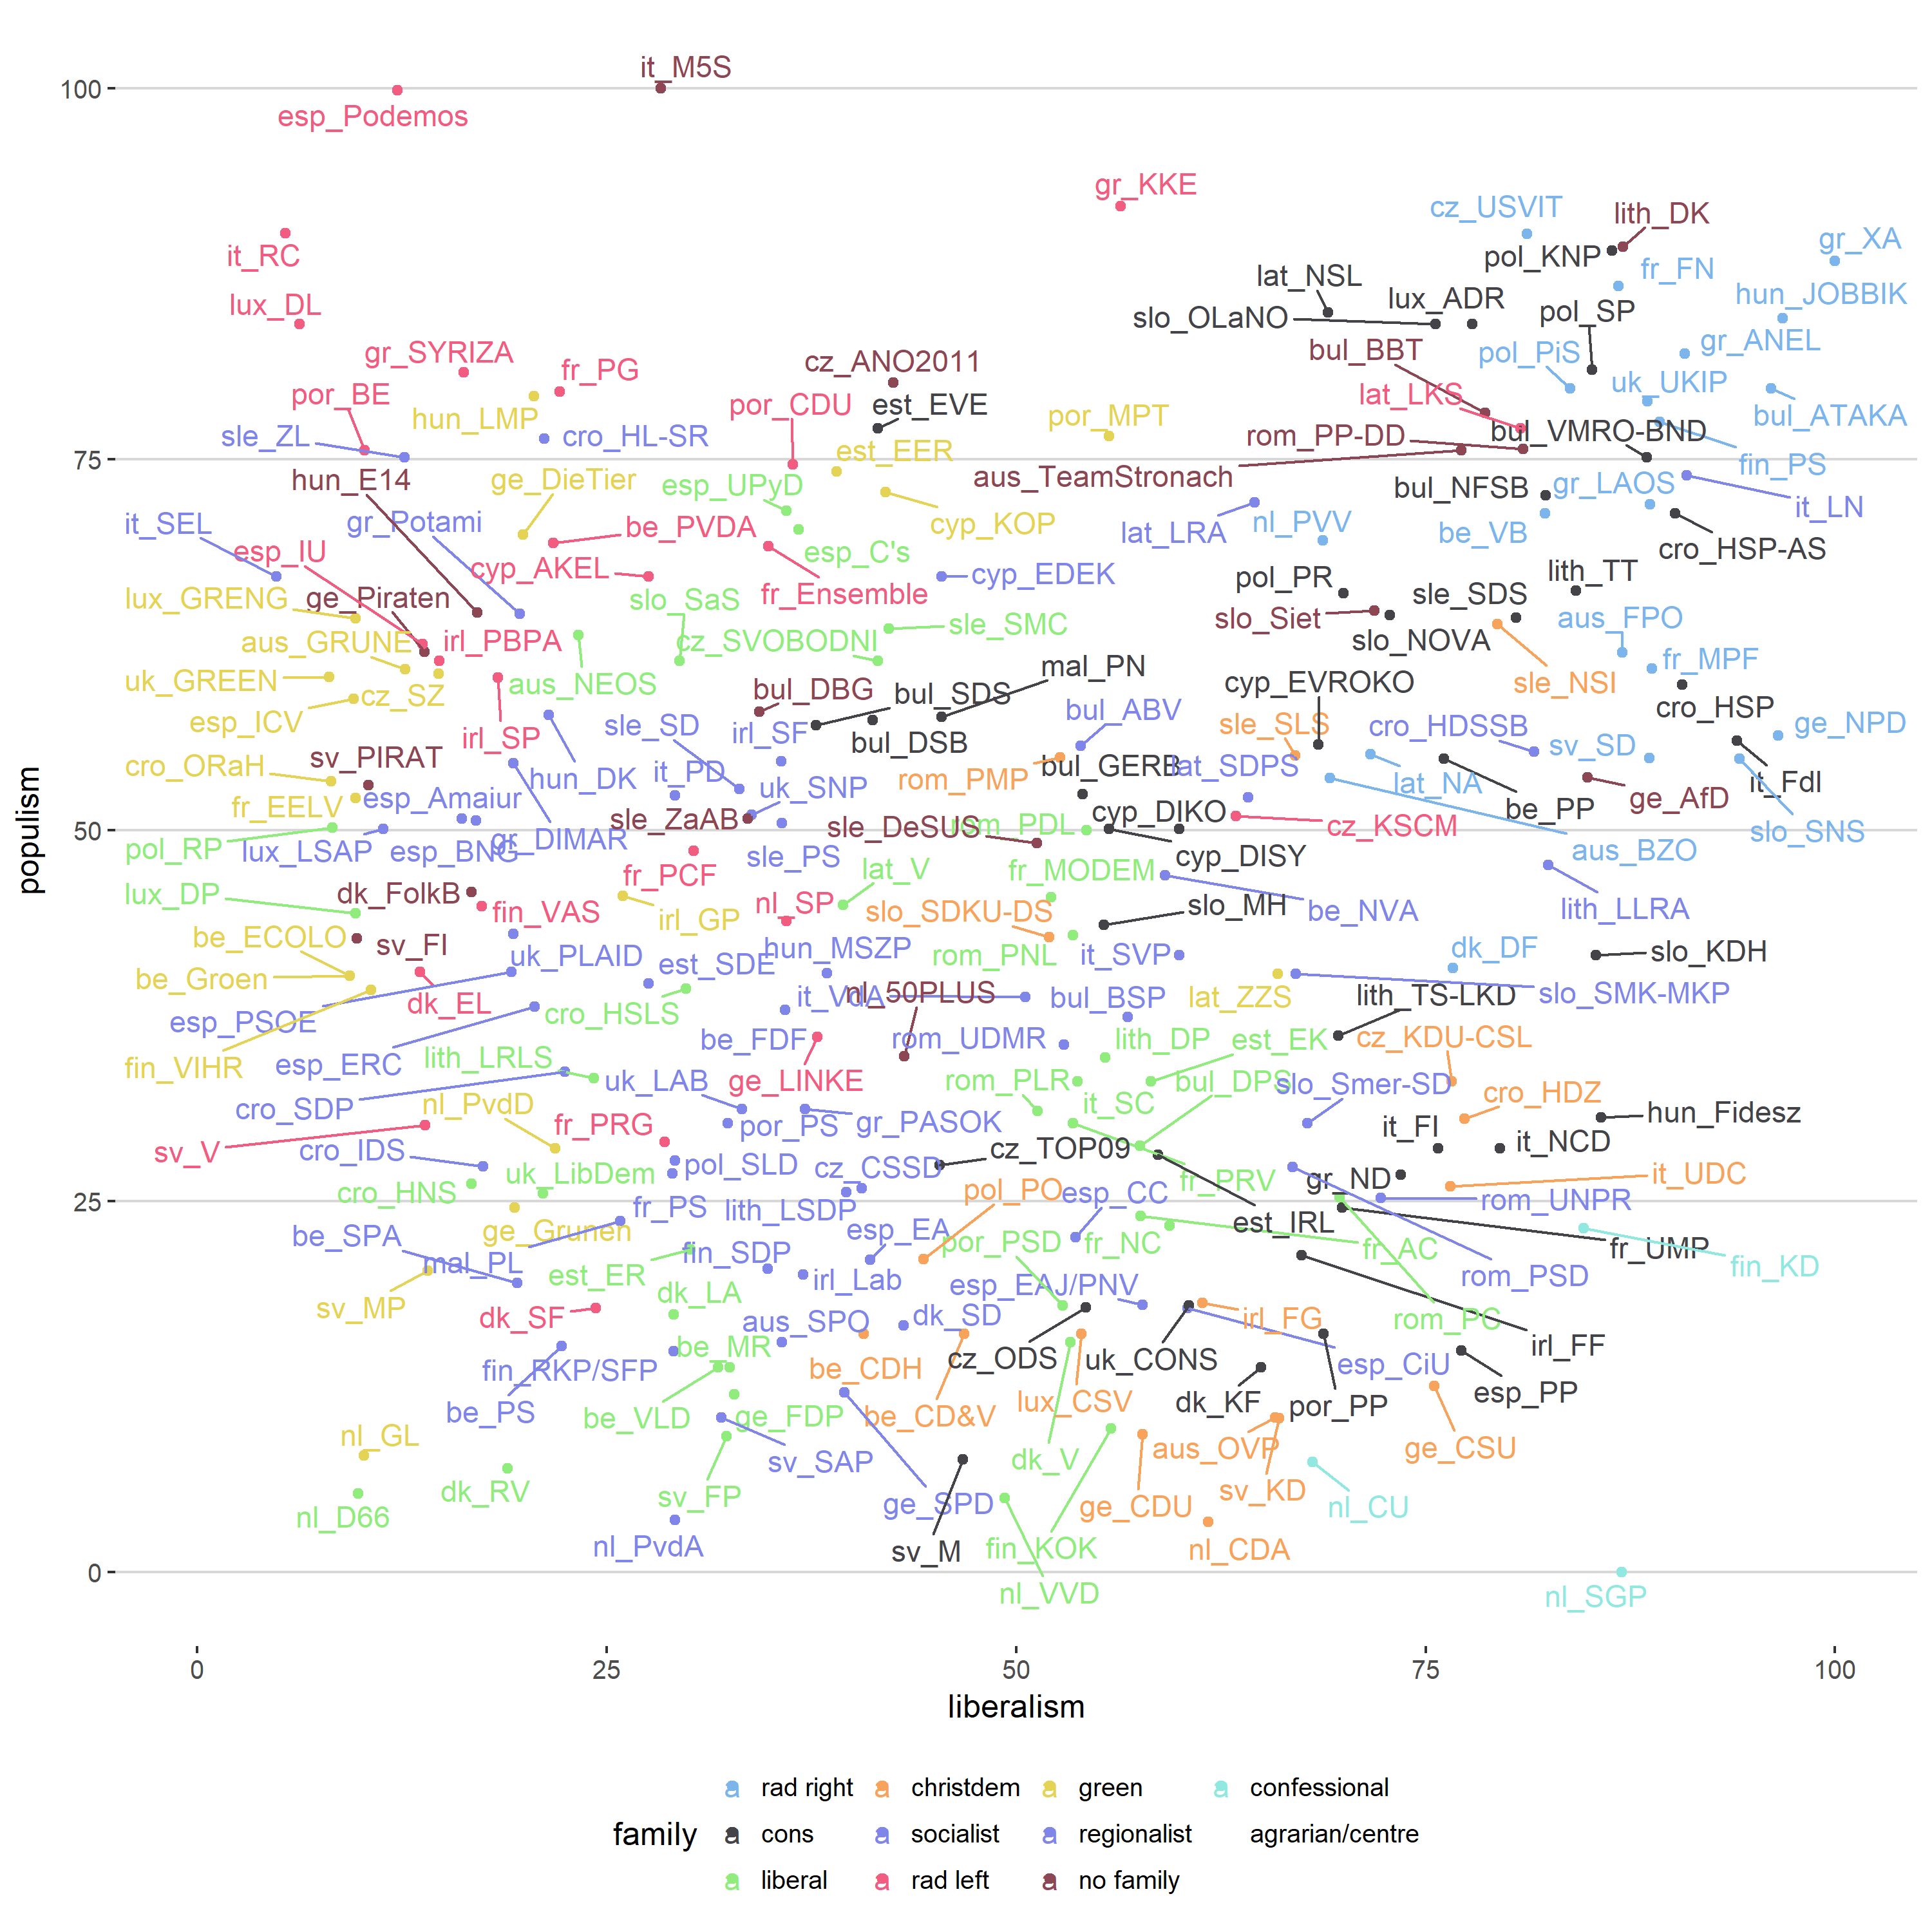 it_M5S
100
esp_Podemos
gr_KKE
cz_USVIT
lith_DK
gr_XA
it_RC
pol_KNP
fr_FN
lat_NSL
hun_JOBBIK
lux_DL
lux_ADR
pol_SP
slo_OLaNO
gr_ANEL
bul_BBT
pol_PiS
gr_SYRIZA
fr_PG
cz_ANO2011
uk_UKIP
por_BE
lat_LKS
por_CDU
est_EVE
bul_ATAKA
hun_LMP
por_MPT
sle_ZL
cro_HL-SR
rom_PP-DD
bul_VMRO-BND
est_EER
75
fin_PS
hun_E14
ge_DieTier
esp_UPyD
aus_TeamStronach
bul_NFSB
gr_LAOS
it_LN
it_SEL
gr_Potami
be_PVDA
cyp_KOP
lat_LRA
nl_PVV
be_VB
esp_IU
esp_C's
cro_HSP-AS
cyp_AKEL
cyp_EDEK
pol_PR
lith_TT
lux_GRENG
ge_Piraten
slo_SaS
fr_Ensemble
sle_SDS
slo_Siet
aus_FPO
aus_GRUNE
irl_PBPA
cz_SVOBODNI
sle_SMC
slo_NOVA
fr_MPF
uk_GREEN
cz_SZ
aus_NEOS
bul_DBG
bul_SDS
mal_PN
cyp_EVROKO
sle_NSI
cro_HSP
esp_ICV
irl_SP
sle_SD
irl_SF
bul_DSB
bul_ABV
sle_SLS
cro_HDSSB
ge_NPD
sv_SD
sv_PIRAT
cro_ORaH
hun_DK
it_PD
rom_PMP
bul_GERB
lat_SDPS
lat_NA
it_FdI
fr_EELV
esp_Amaiur
uk_SNP
be_PP
ge_AfD
sle_ZaAB
sle_DeSUS
rom_PDL
cyp_DIKO
cz_KSCM
slo_SNS
50
pol_RP
lux_LSAP
esp_BNG
gr_DIMAR
sle_PS
cyp_DISY
aus_BZO
lux_DP
dk_FolkB
fr_PCF
lat_V
fr_MODEM
fin_VAS
irl_GP
nl_SP
slo_SDKU-DS
slo_MH
be_NVA
lith_LLRA
be_ECOLO
sv_FI
uk_PLAID
est_SDE
hun_MSZP
rom_PNL
it_SVP
dk_DF
slo_KDH
be_Groen
dk_EL
it_VdA
nl_50PLUS
bul_BSP
lat_ZZS
lith_TS-LKD
slo_SMK-MKP
esp_PSOE
cro_HSLS
fin_VIHR
esp_ERC
lith_LRLS
be_FDF
rom_UDMR
lith_DP
est_EK
cz_KDU-CSL
uk_LAB
ge_LINKE
rom_PLR
bul_DPS
slo_Smer-SD
cro_SDP
nl_PvdD
it_SC
cro_HDZ
sv_V
fr_PRG
por_PS
gr_PASOK
it_FI
hun_Fidesz
cro_IDS
cz_TOP09
it_NCD
cro_HNS
uk_LibDem
pol_SLD
cz_CSSD
fr_PRV
gr_ND
it_UDC
pol_PO
esp_CC
rom_UNPR
25
fr_PS
lith_LSDP
est_IRL
be_SPA
ge_Grunen
esp_EA
por_PSD
fr_NC
fr_AC
fr_UMP
mal_PL
fin_SDP
fin_KD
est_ER
irl_Lab
esp_EAJ/PNV
rom_PSD
sv_MP
dk_LA
dk_SF
aus_SPO
dk_SD
irl_FG
rom_PC
be_MR
irl_FF
fin_RKP/SFP
be_CDH
cz_ODS
uk_CONS
esp_CiU
be_PS
be_VLD
ge_FDP
be_CD&V
lux_CSV
dk_KF
por_PP
esp_PP
nl_GL
sv_SAP
dk_V
aus_OVP
ge_CSU
dk_RV
sv_FP
ge_SPD
ge_CDU
sv_KD
nl_CU
nl_D66
nl_PvdA
sv_M
fin_KOK
nl_CDA
0
nl_VVD
nl_SGP
populism
0 25 50 75 100
liberalism
a rad right a christdem a green a confessional
family a cons a socialist a regionalist agrarian/centre
a liberal a rad left a no family